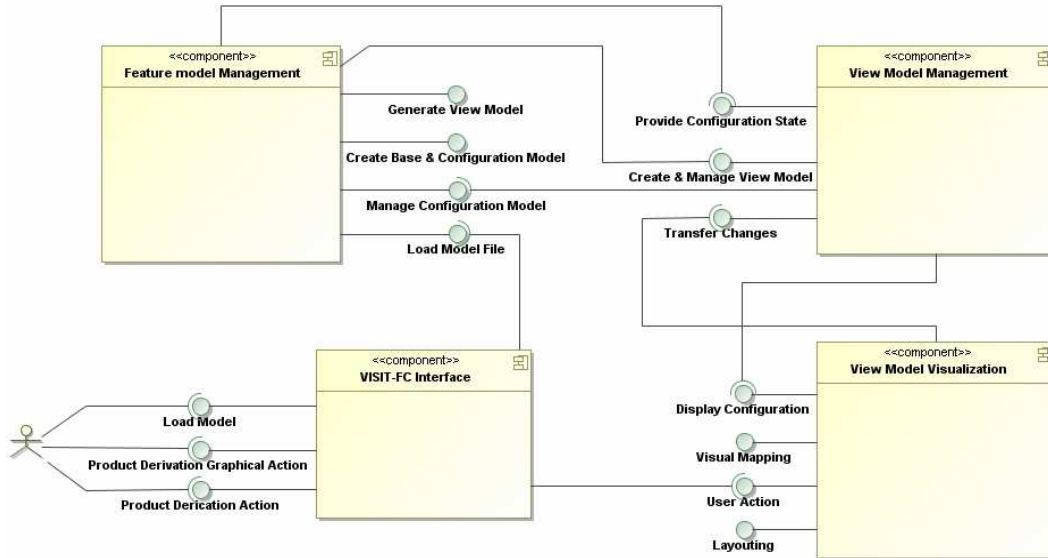 <<component>>
Feature model Management
<<component>>
View Model Management
Generate View Model
Provide Configuration State
Create Base & Configuration Model
Create & Manage View Model
Manage Configuration Model
Transfer Changes
Load Model File
<<component>>
VISIT-FC Interface
<<component>>
View Model Visualization
Load Model
Display Configuration
Product Derivation Graphical Action
Visual Mapping
Product Derication Action
User Action
Layouting